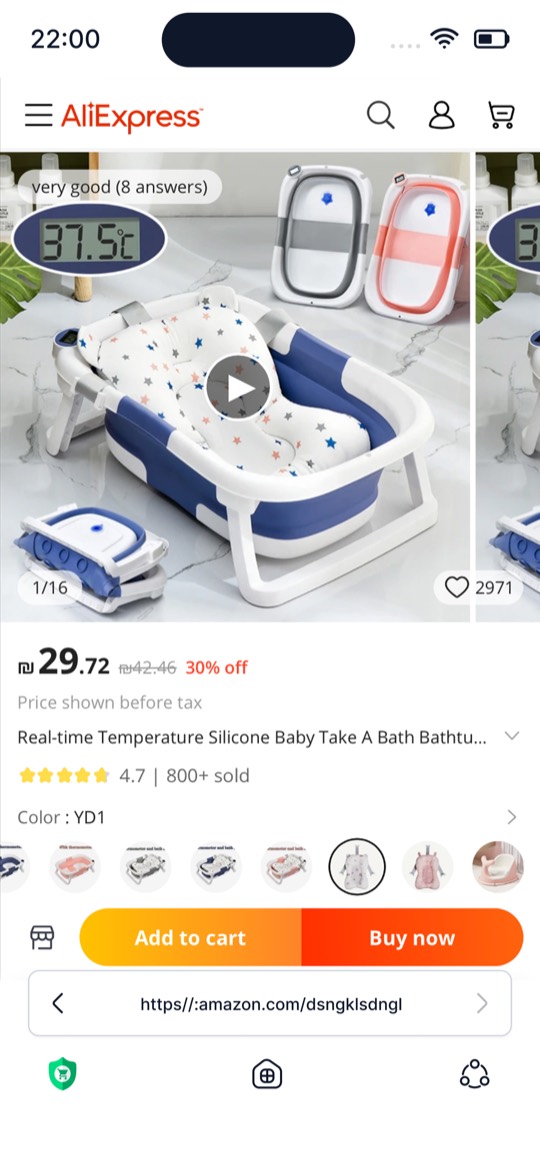 22:00
AliExpress
very good (8 answers)
37.5℃
1/16
2971
₪29.72 ₪42.46 30% off
Price shown before tax
Real-time Temperature Silicone Baby Take A Bath Bathtu...
4.7 | 800+ sold
Color : YD1
Add to cart
Buy now
https//:amazon.com/dsngklsdngl